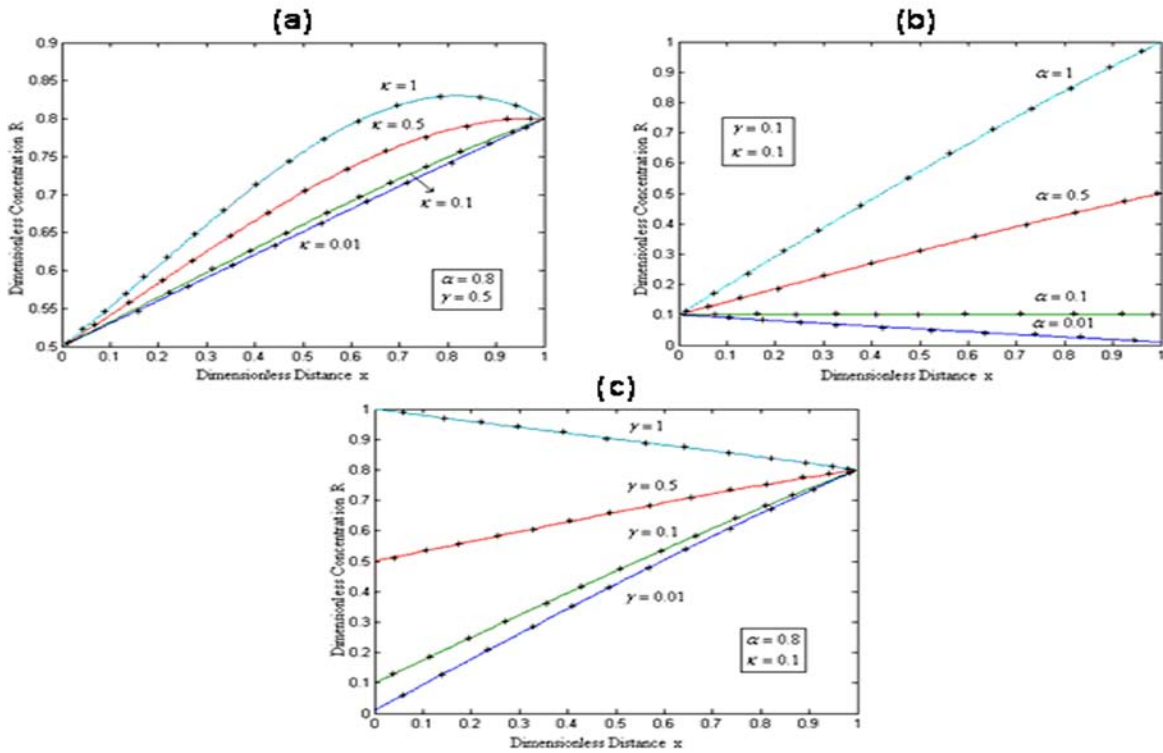 (a)
0.9
0.85
0.8
0.75
0.7
0.65
0.6
0.55
0.5
Dimensionless Concentration R
κ = 1
κ = 0.5
κ = 0.1
κ = 0.01
α = 0.8
γ = 0.5
0 0.1 0.2 0.3 0.4 0.5 0.6 0.7 0.8 0.9 1
Dimensionless Distance x
(b)
1
0.9
0.8
0.7
0.6
0.5
0.4
0.3
0.2
0.1
0
Dimensionless Concentration R
α = 1
γ = 0.1
κ = 0.1
α = 0.5
α = 0.1
α = 0.01
0 0.1 0.2 0.3 0.4 0.5 0.6 0.7 0.8 0.9 1
Dimensionless Distance x
(c)
1
0.9
0.8
0.7
0.6
0.5
0.4
0.3
0.2
0.1
0
Dimensionless Concentration R
γ = 1
γ = 0.5
γ = 0.1
γ = 0.01
α = 0.8
κ = 0.1
0 0.1 0.2 0.3 0.4 0.5 0.6 0.7 0.8 0.9 1
Dimensionless Distance x